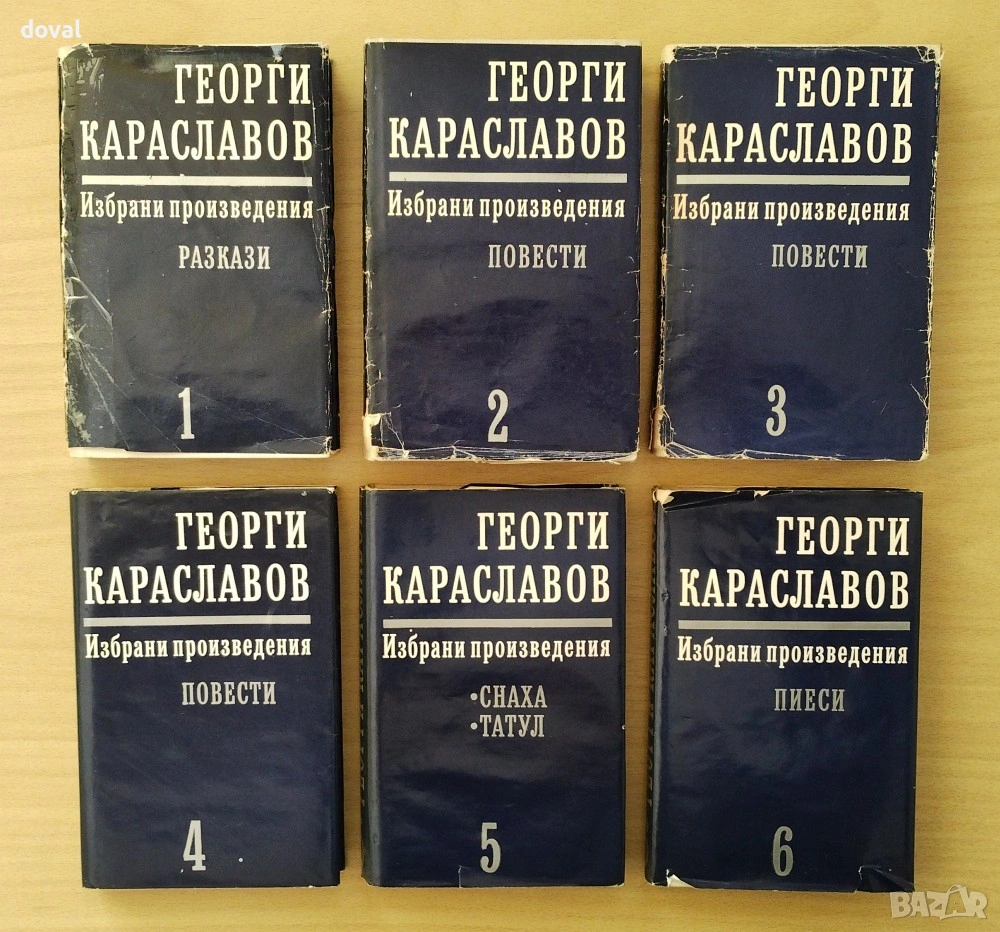 doval
ГЕОРГИ
КАРАСЛАВОВ
Избрани произведения
РАЗКАЗИ
1
ГЕОРГИ
КАРАСЛАВОВ
Избрани произведения
ПОВЕСТИ
2
ГЕОРГИ
КАРАСЛАВОВ
Избрани произведения
ПОВЕСТИ
3
ГЕОРГИ
КАРАСЛАВОВ
Избрани произведения
ПОВЕСТИ
4
ГЕОРГИ
КАРАСЛАВОВ
Избрани произведения
•СНАХА
•ТАТУЛ
5
ГЕОРГИ
КАРАСЛАВОВ
Избрани произведения
ПИЕСИ
6
BAZAR